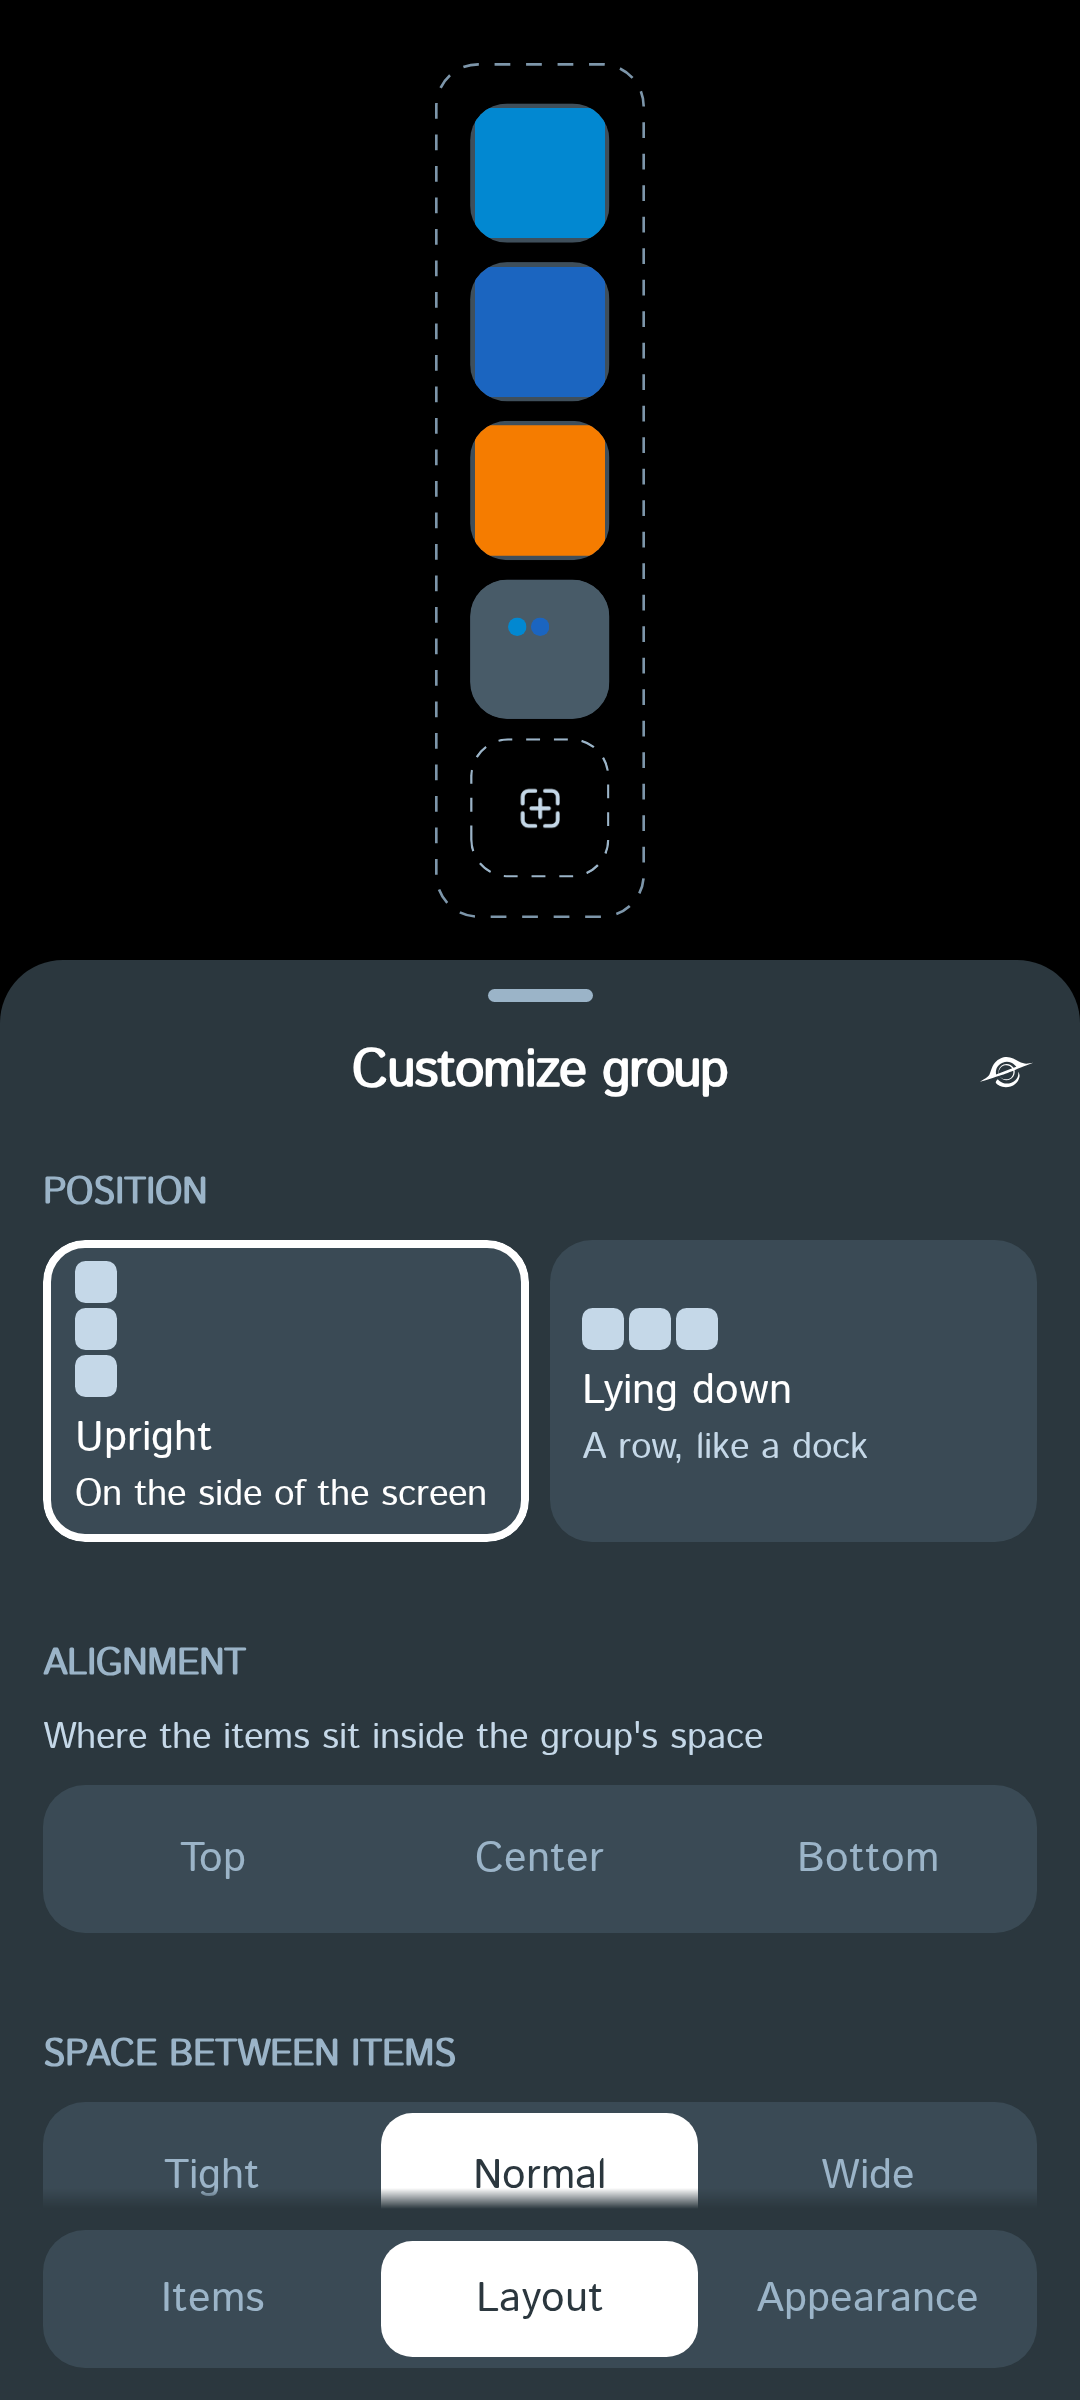 Customize group
POSITION
Upright
On the side of the screen
Lying down
A row, like a dock
ALIGNMENT
Where the items sit inside the group's space
Top
Center
Bottom
SPACE BETWEEN ITEMS
Tight
Normal
Wide
Items
Layout
Appearance